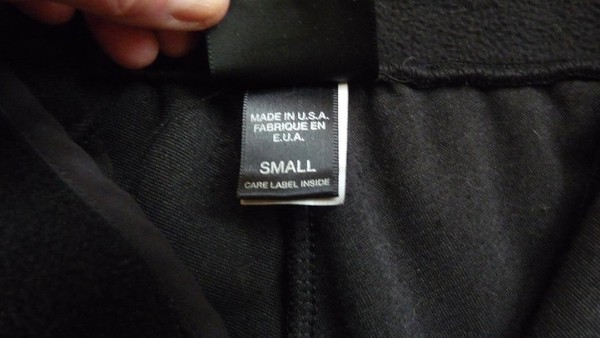 MADE IN U.S.A.
FABRIQUE EN
E.U.A.
SMALL
CARE LABEL INSIDE